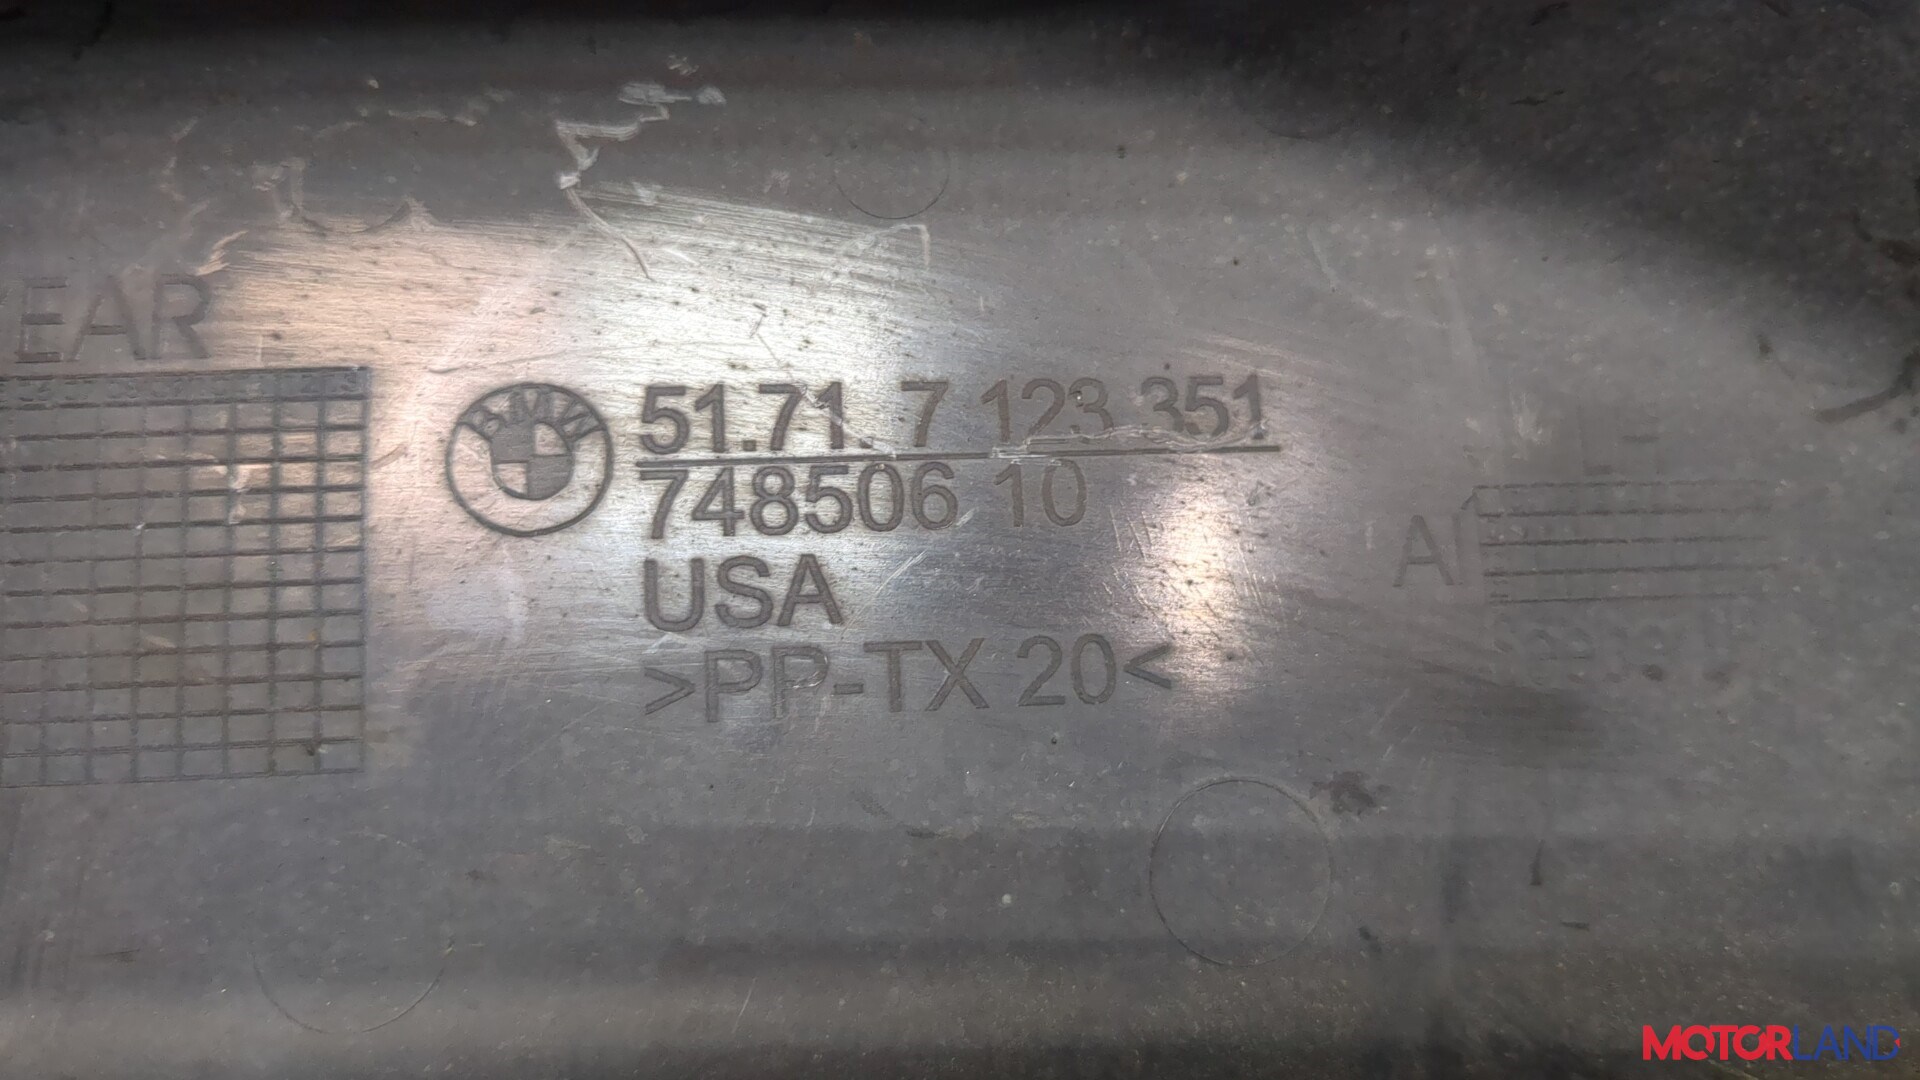 EAR
BMW
51.71. 7 123 351
748506 10
USA
>PP-TX 20<
MOTORLAND